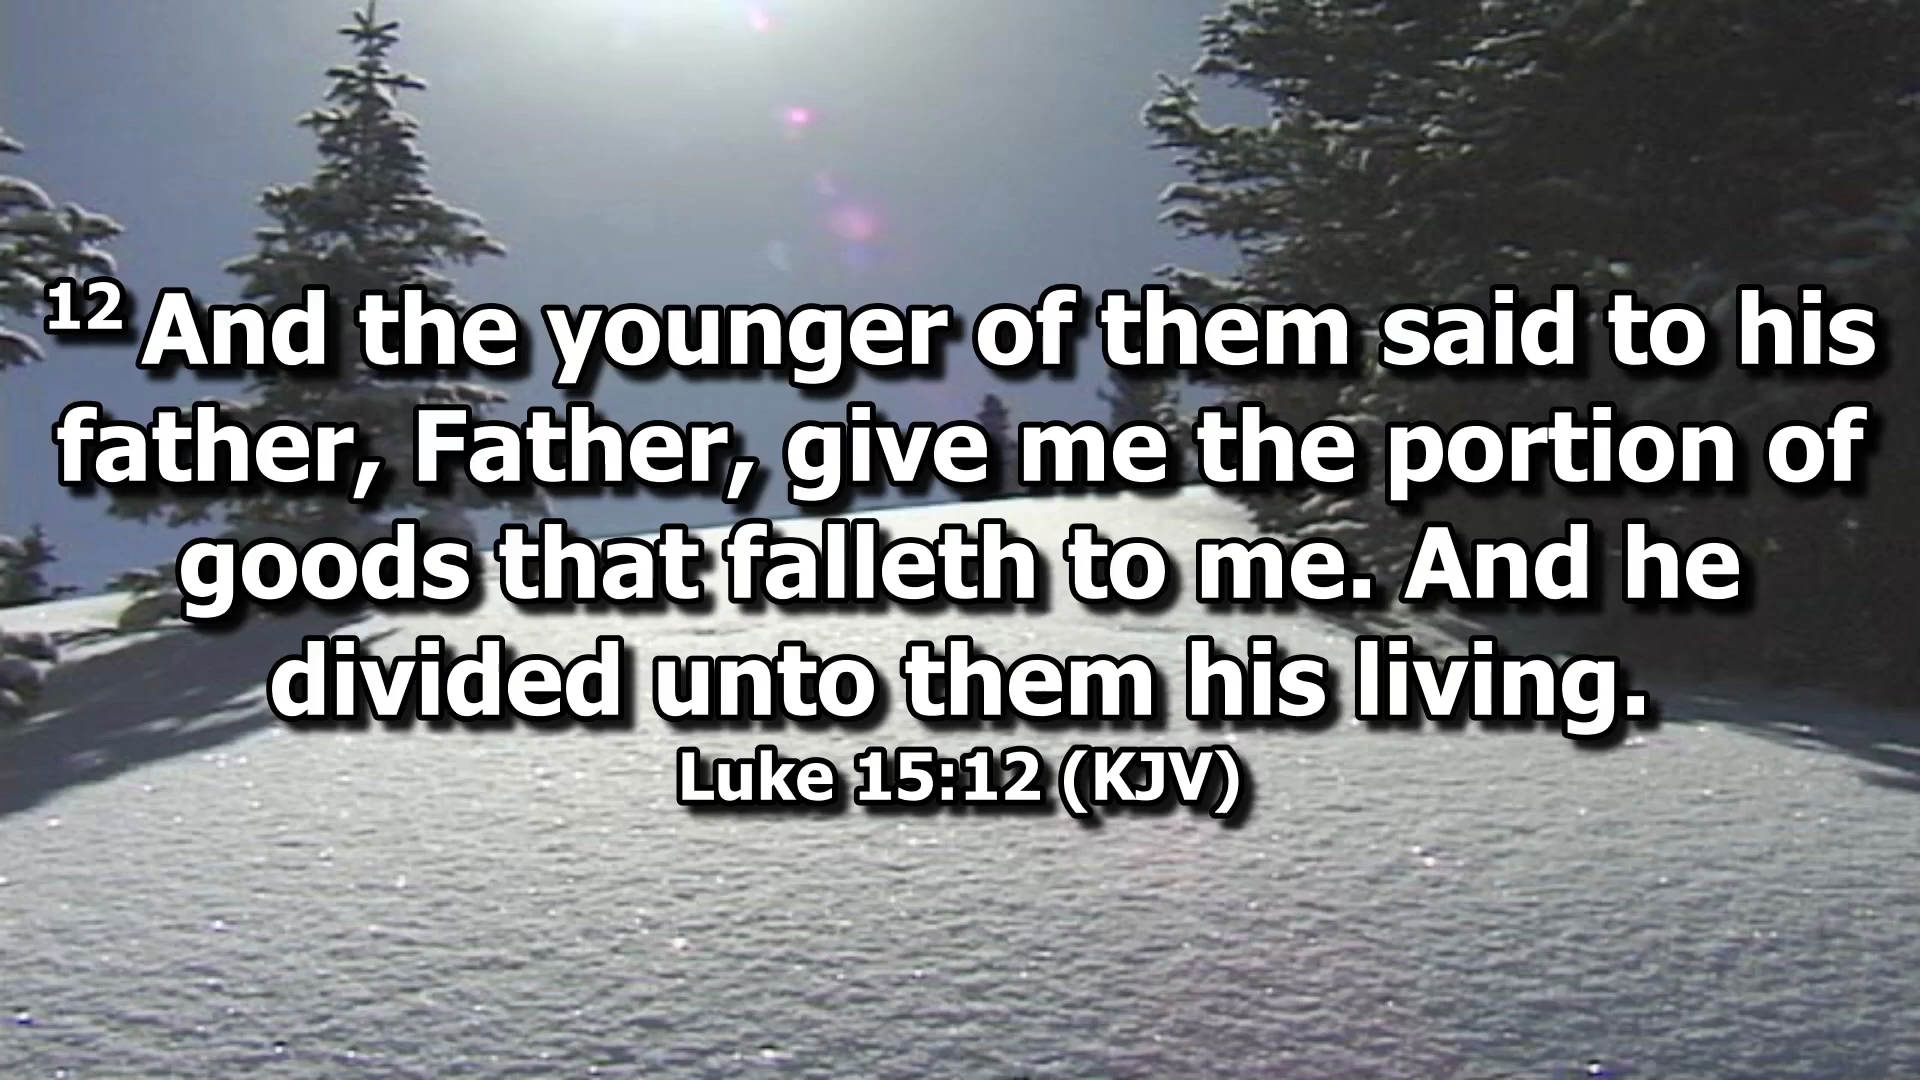 12 And the younger of them said to his
father, Father, give me the portion of
goods that falleth to me. And he
divided unto them his living.
Luke 15:12 (KJV)